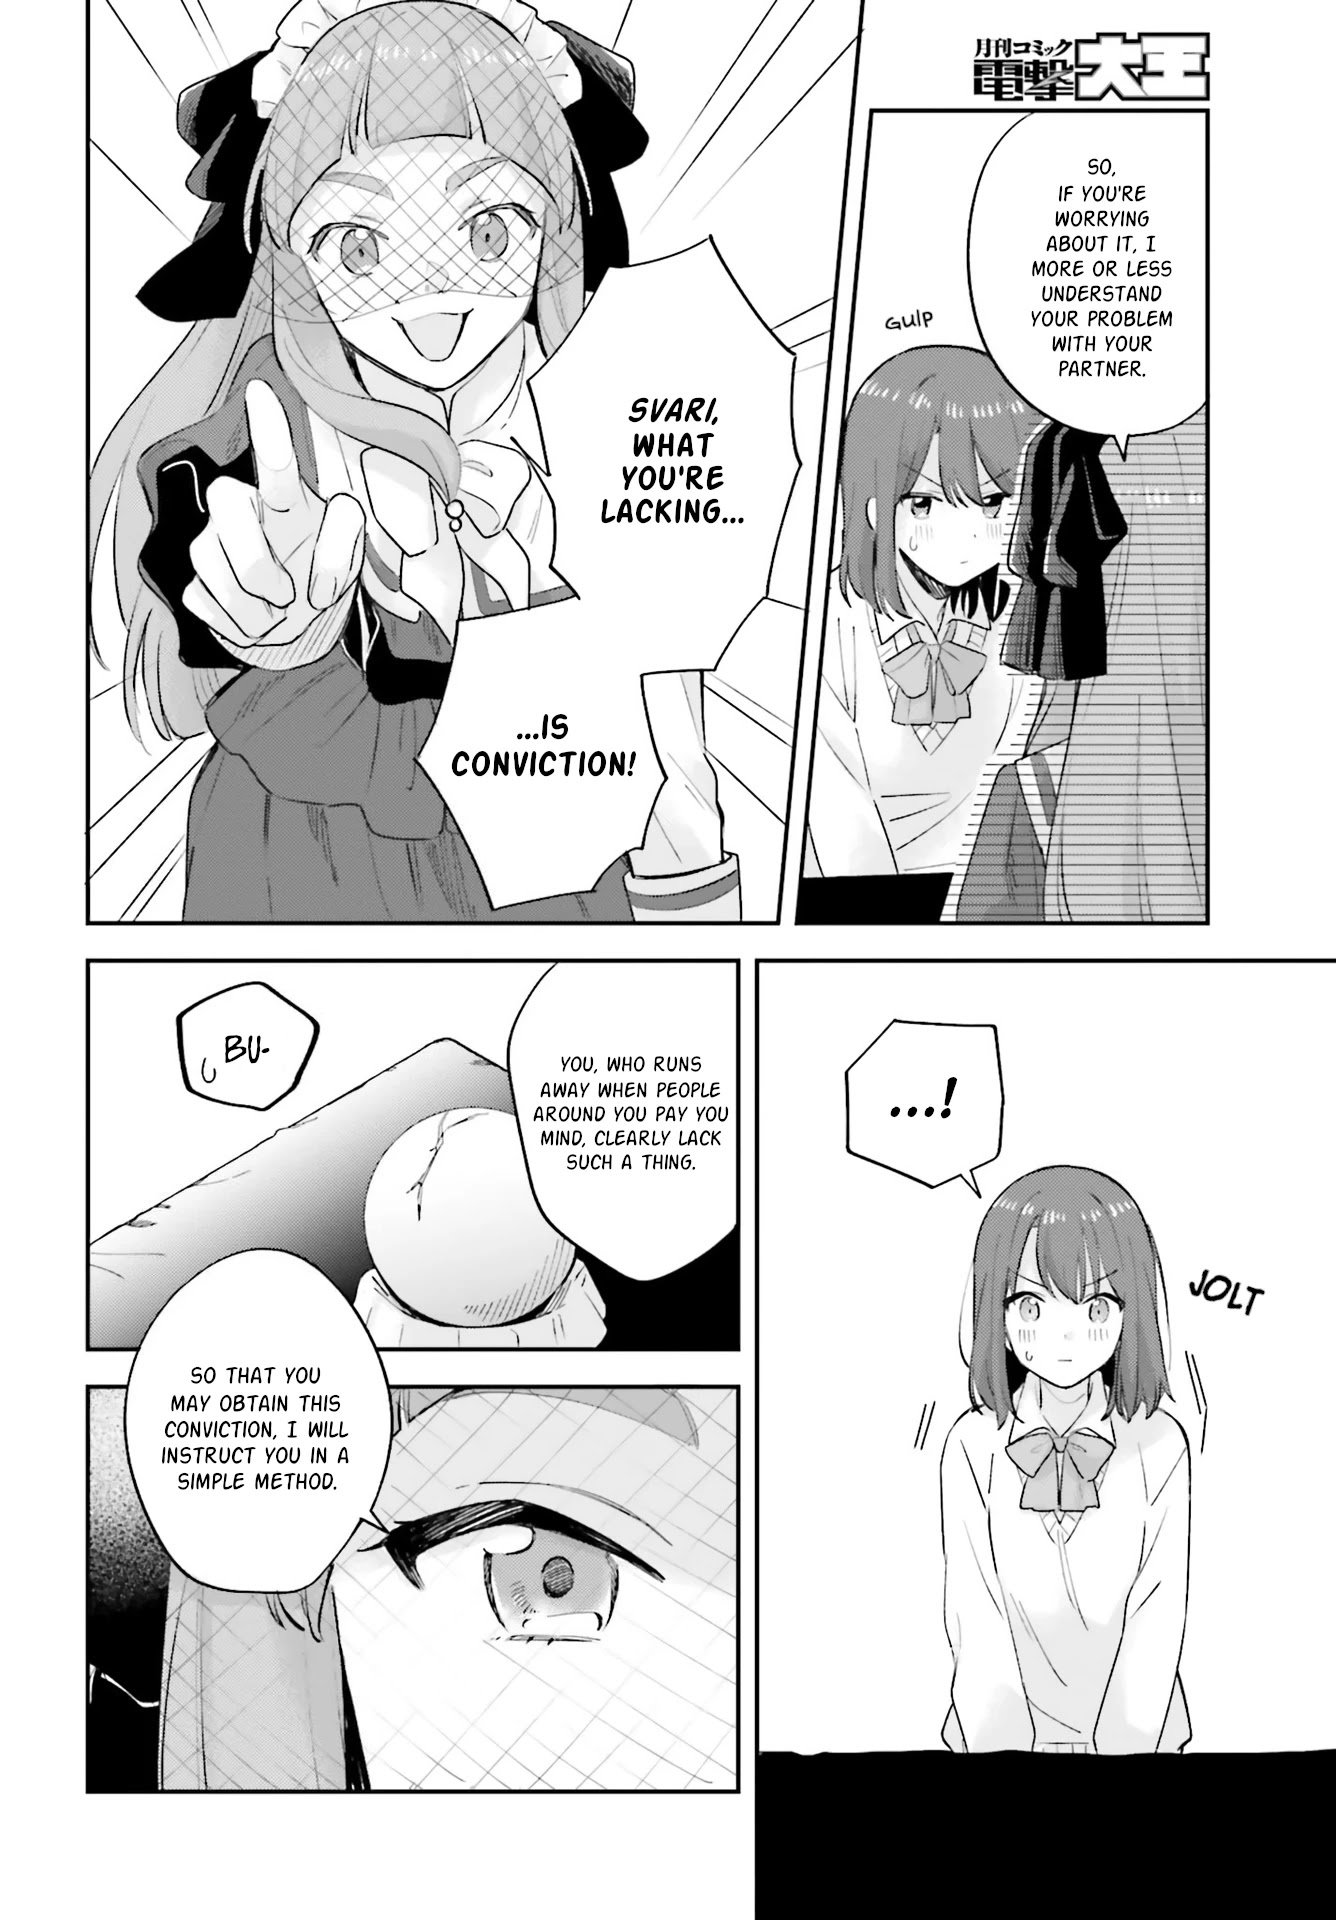 月刊コミック
電撃大王
SO,
IF YOU'RE
WORRYING
ABOUT IT, I
MORE OR LESS
UNDERSTAND
YOUR PROBLEM
WITH YOUR
PARTNER.
GULP
SVARI,
WHAT
YOU'RE
LACKING...
...IS
CONVICTION!
...!
JOLT
YOU, WHO RUNS
AWAY WHEN PEOPLE
AROUND YOU PAY YOU
MIND, CLEARLY LACK
SUCH A THING.
BU-
SO THAT YOU
MAY OBTAIN THIS
CONVICTION, I WILL
INSTRUCT YOU IN A
SIMPLE METHOD.